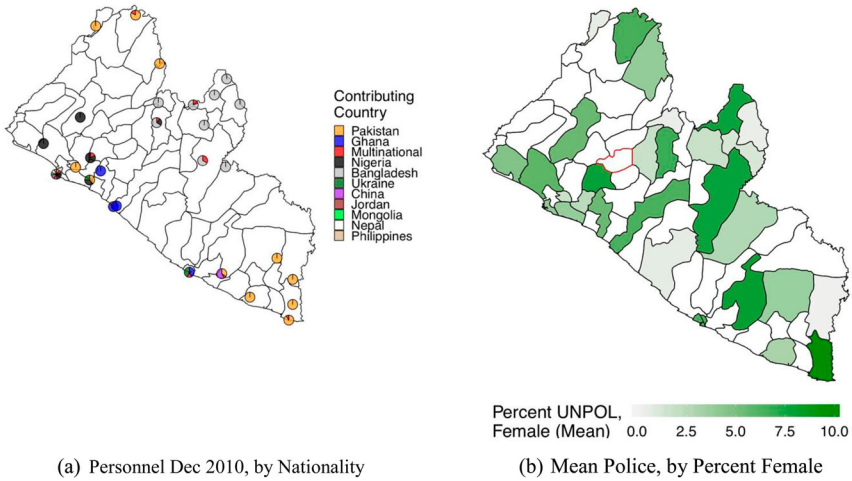 Contributing
Country
Pakistan
Ghana
Multinational
Nigeria
Bangladesh
Ukraine
China
Jordan
Mongolia
Nepal
Philippines
Percent UNPOL,
Female (Mean)
0.0 2.5 5.0 7.5 10.0
(a) Personnel Dec 2010, by Nationality
(b) Mean Police, by Percent Female